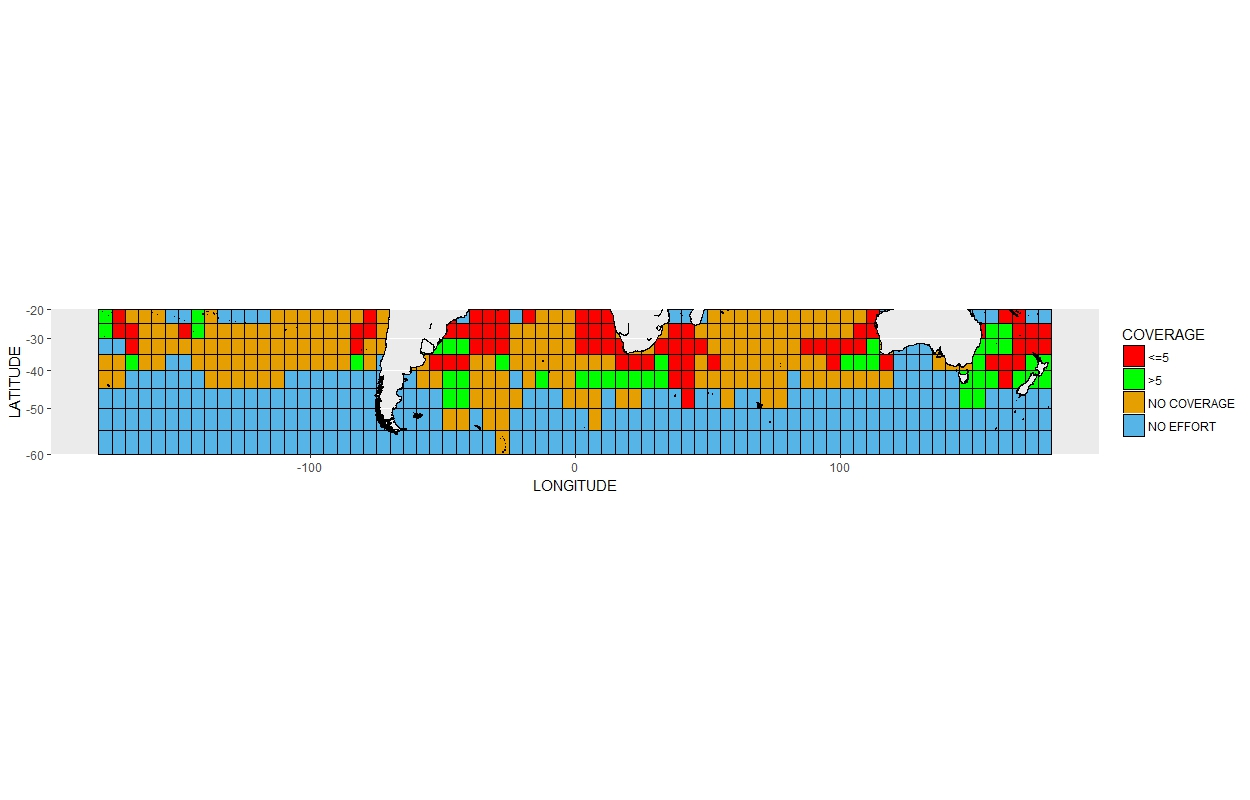 COVERAGE
<=5
>5
NO COVERAGE
NO EFFORT
LATITUDE
-20
-30
-40
-50
-60
-100
0
100
LONGITUDE